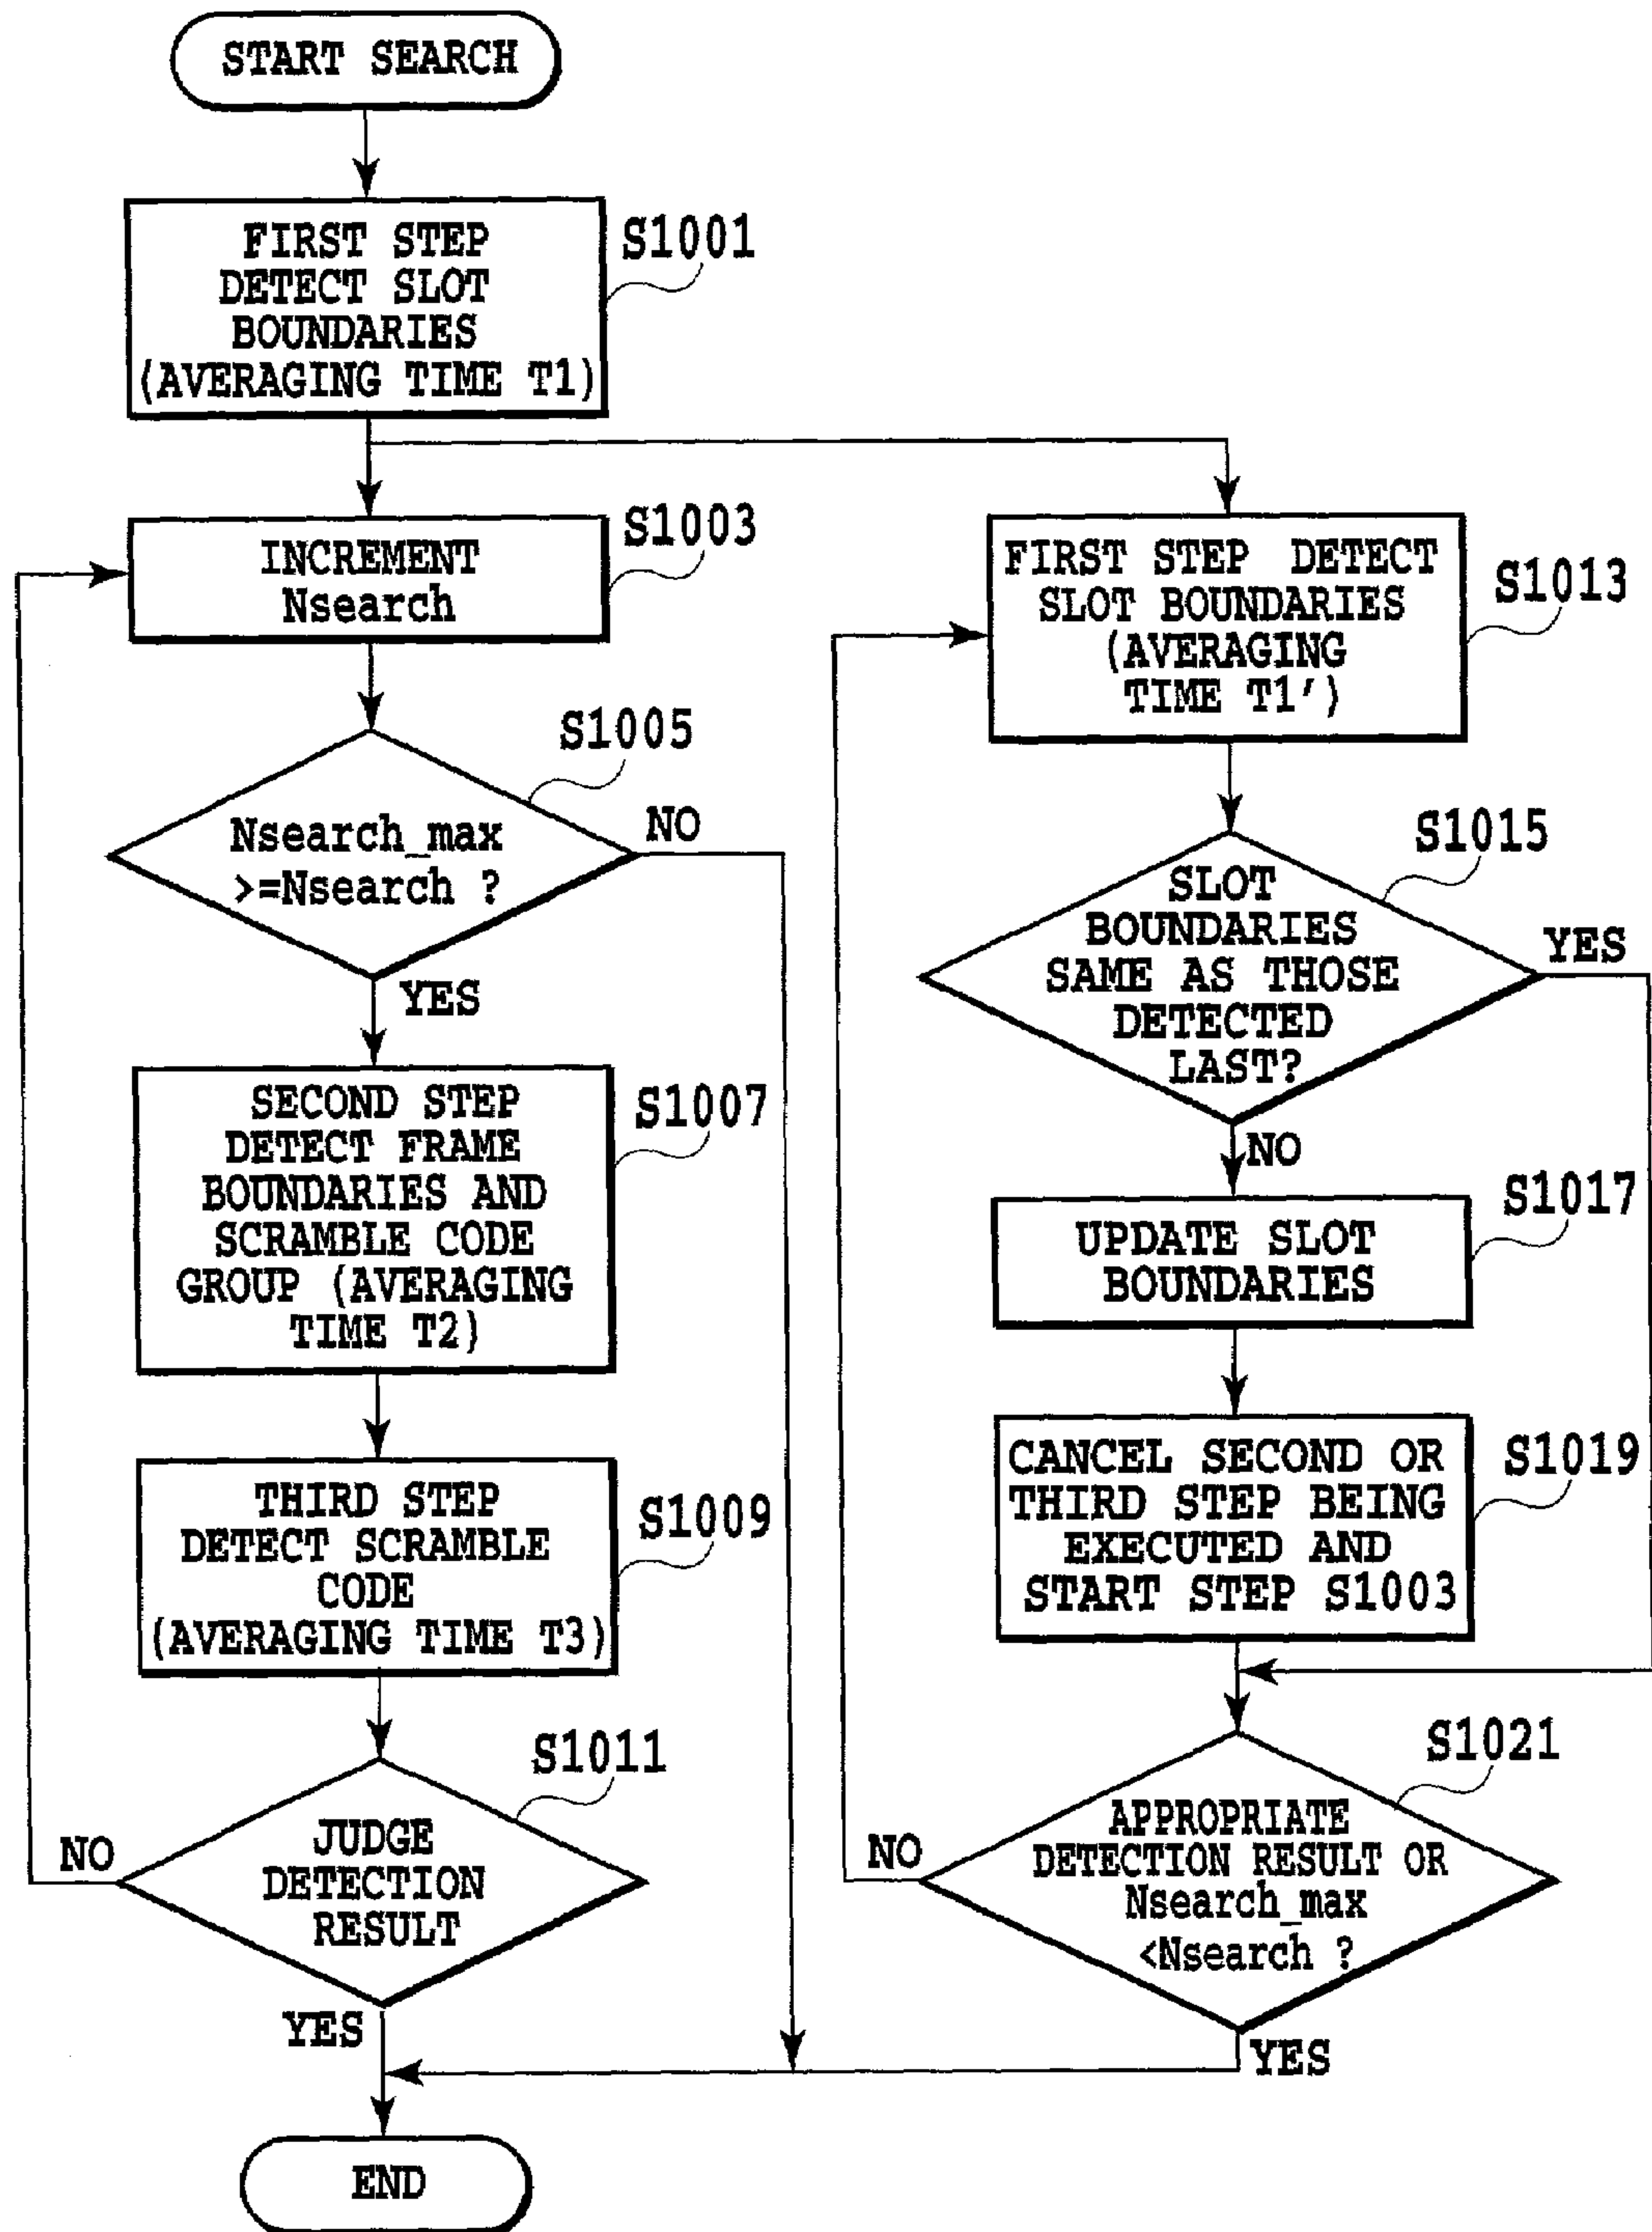 START SEARCH
FIRST STEP
DETECT SLOT
BOUNDARIES
(AVERAGING TIME T1)
S1001
INCREMENT
Nsearch
S1003
Nsearch_max
>=Nsearch ?
S1005
NO
YES
SECOND STEP
DETECT FRAME
BOUNDARIES AND
SCRAMBLE CODE
GROUP (AVERAGING
TIME T2)
S1007
THIRD STEP
DETECT SCRAMBLE
CODE
(AVERAGING TIME T3)
S1009
JUDGE
DETECTION
RESULT
S1011
NO
YES
FIRST STEP DETECT
SLOT BOUNDARIES
(AVERAGING
TIME T1')
S1013
SLOT
BOUNDARIES
SAME AS THOSE
DETECTED
LAST?
S1015
YES
NO
UPDATE SLOT
BOUNDARIES
S1017
CANCEL SECOND OR
THIRD STEP BEING
EXECUTED AND
START STEP S1003
S1019
APPROPRIATE
DETECTION RESULT OR
Nsearch_max
<Nsearch ?
S1021
NO
YES
END